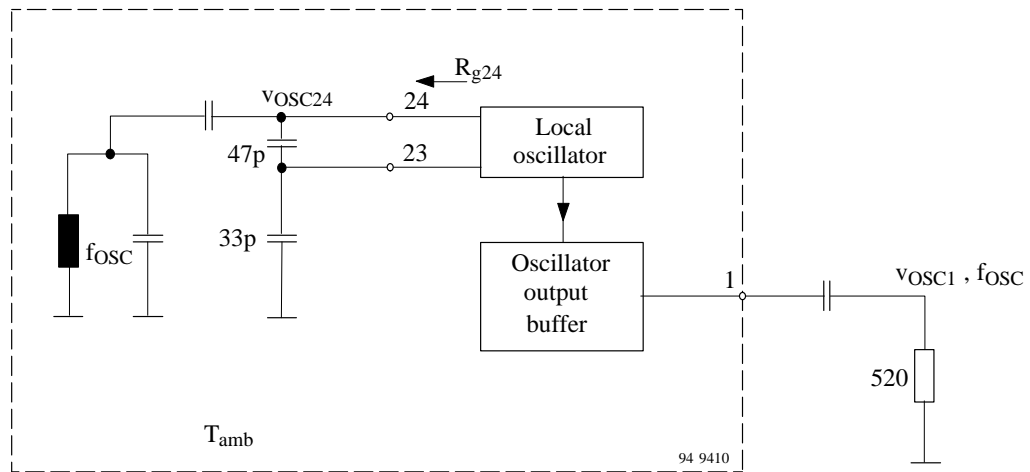 R_g24
v_OSC24
24
Local
oscillator
47p
23
33p
f_OSC
Oscillator
output
buffer
1
v_OSC1 , f_OSC
520
T_amb
94 9410